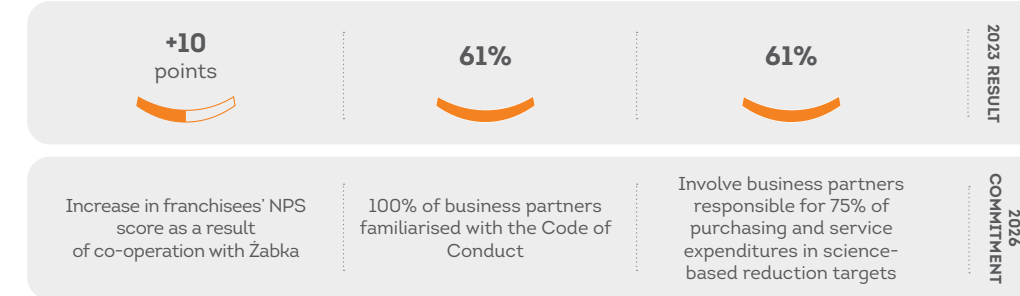 +10
points
61%
61%
2023 RESULT
Increase in franchisees' NPS
score as a result
of co-operation with Żabka
100% of business partners
familiarised with the Code of
Conduct
Involve business partners
responsible for 75% of
purchasing and service
expenditures in science-
based reduction targets
2026
COMMITMENT